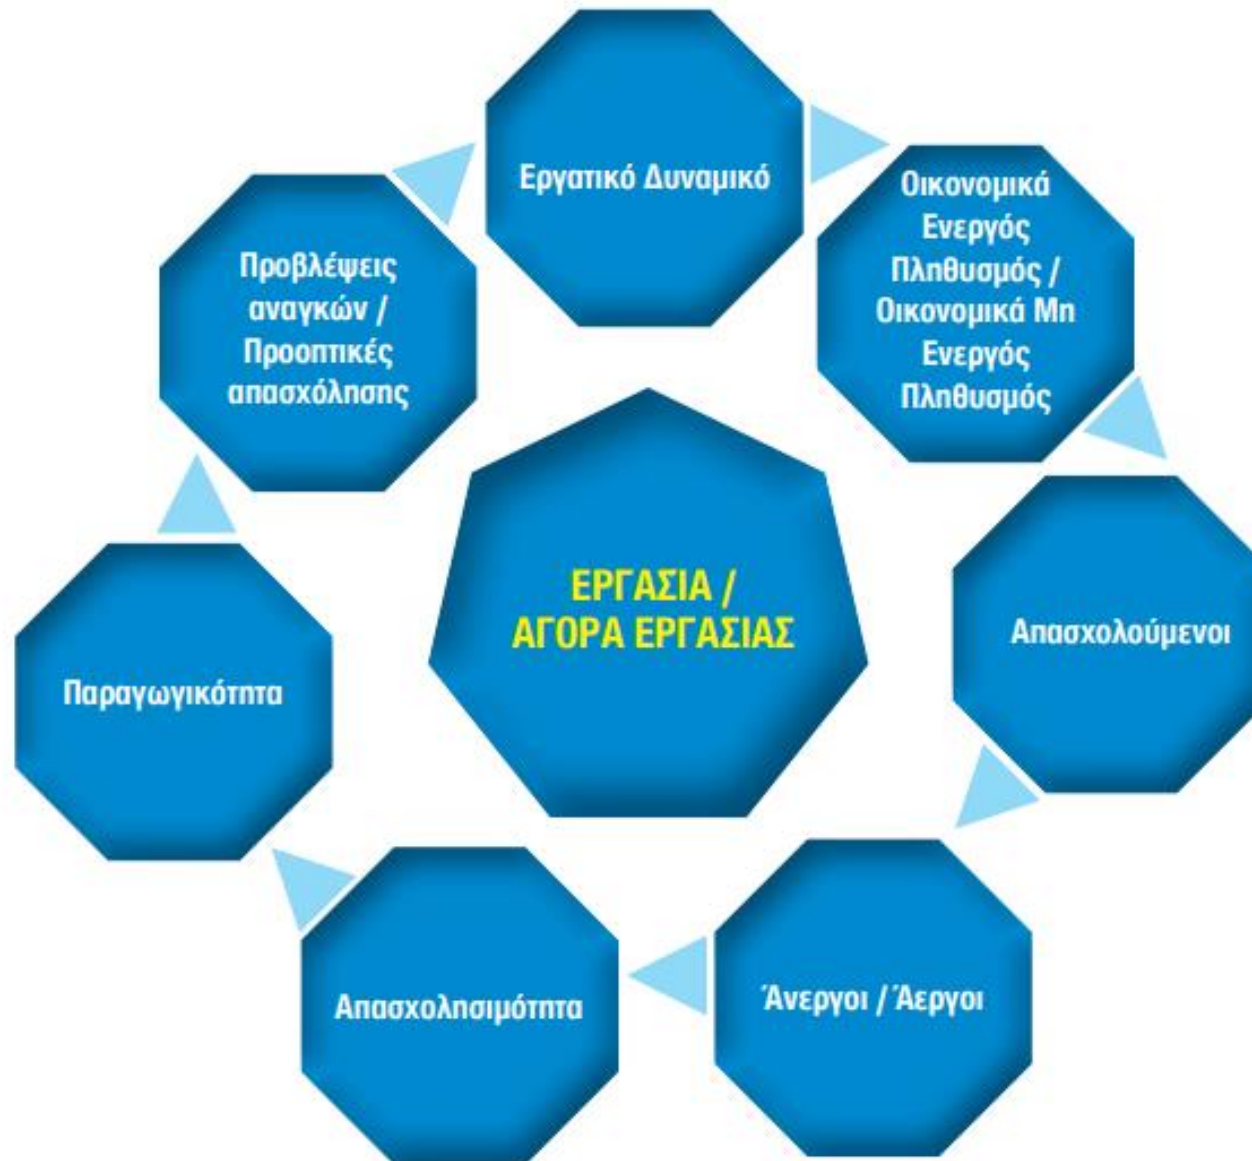 Εργατικό Δυναμικό
Οικονομικά
Ενεργός
Πληθυσμός /
Οικονομικά Μη
Ενεργός
Πληθυσμός
Προβλέψεις
αναγκών /
Προοπτικές
απασχόλησης
ΕΡΓΑΣΙΑ /
ΑΓΟΡΑ ΕΡΓΑΣΙΑΣ
Απασχολούμενοι
Παραγωγικότητα
Άνεργοι / Άεργοι
Απασχολησιμότητα